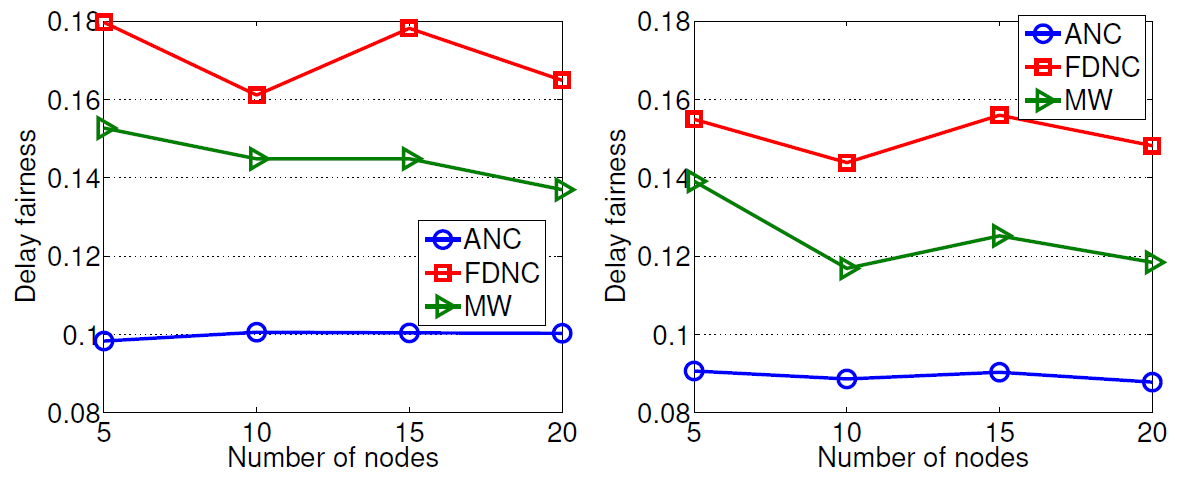 0.18
0.16
0.14
0.12
0.1
0.08
Delay fairness
5
10
15
20
Number of nodes
ANC
FDNC
MW
0.18
0.16
0.14
0.12
0.1
0.08
Delay fairness
5
10
15
20
Number of nodes
ANC
FDNC
MW